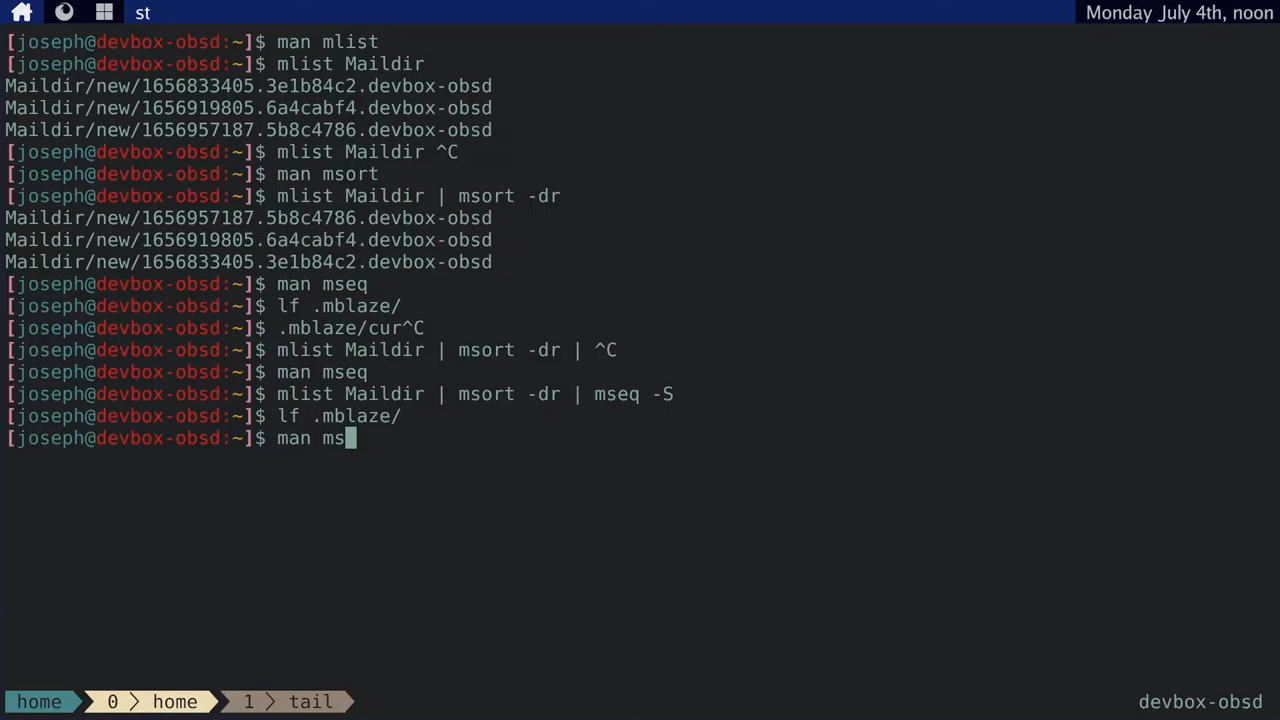 st
Monday July 4th, noon
[joseph@devbox-obsd:~]$ man mlist
[joseph@devbox-obsd:~]$ mlist Maildir
Maildir/new/1656833405.3e1b84c2.devbox-obsd
Maildir/new/1656919805.6a4cabf4.devbox-obsd
Maildir/new/1656957187.5b8c4786.devbox-obsd
[joseph@devbox-obsd:~]$ mlist Maildir ^C
[joseph@devbox-obsd:~]$ man msort
[joseph@devbox-obsd:~]$ mlist Maildir | msort -dr
Maildir/new/1656957187.5b8c4786.devbox-obsd
Maildir/new/1656919805.6a4cabf4.devbox-obsd
Maildir/new/1656833405.3e1b84c2.devbox-obsd
[joseph@devbox-obsd:~]$ man mseq
[joseph@devbox-obsd:~]$ lf .mblaze/
[joseph@devbox-obsd:~]$ .mblaze/cur^C
[joseph@devbox-obsd:~]$ mlist Maildir | msort -dr | ^C
[joseph@devbox-obsd:~]$ man mseq
[joseph@devbox-obsd:~]$ mlist Maildir | msort -dr | mseq -S
[joseph@devbox-obsd:~]$ lf .mblaze/
[joseph@devbox-obsd:~]$ man ms
home 0 > home 1 > tail
devbox-obsd